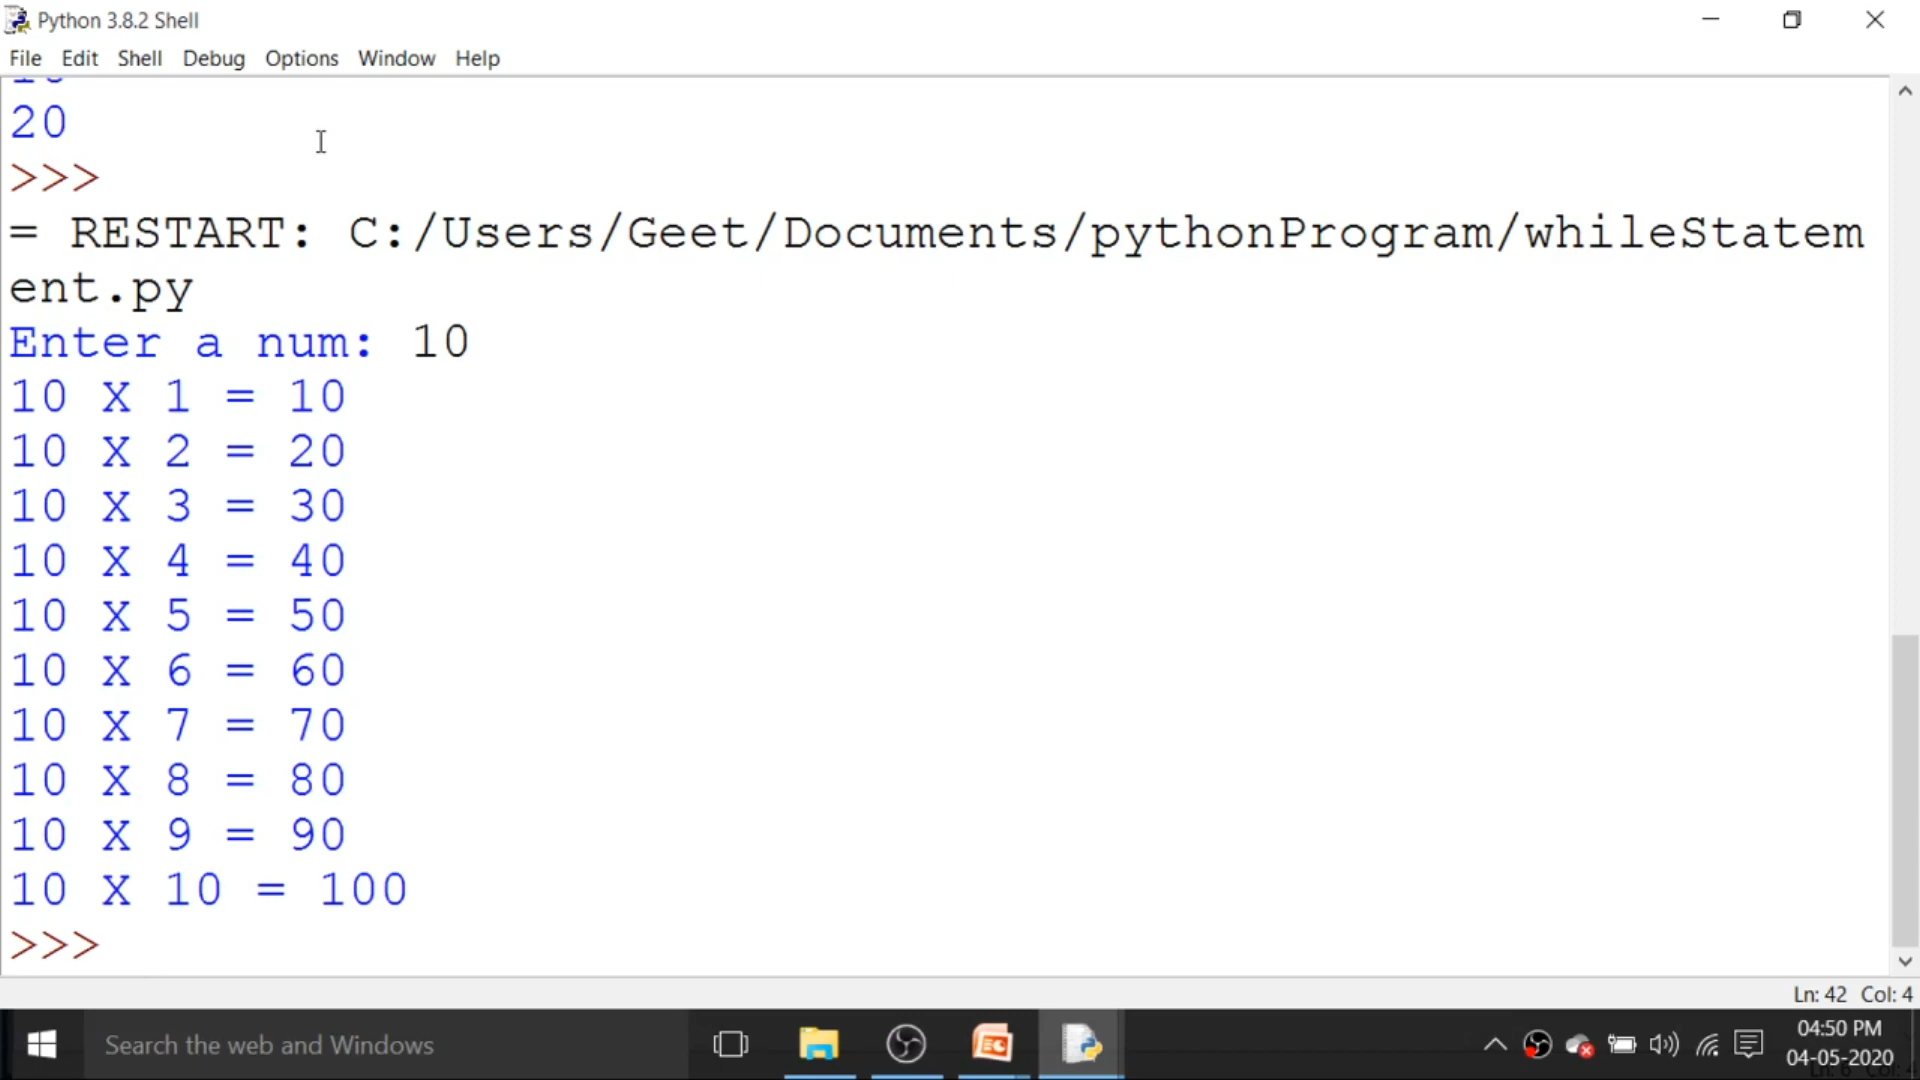 Python 3.8.2 Shell
File Edit Shell Debug Options Window Help
20
>>>
= RESTART: C:/Users/Geet/Documents/pythonProgram/whileStatem
ent.py
Enter a num: 10
10 X 1 = 10
10 X 2 = 20
10 X 3 = 30
10 X 4 = 40
10 X 5 = 50
10 X 6 = 60
10 X 7 = 70
10 X 8 = 80
10 X 9 = 90
10 X 10 = 100
>>>
Ln: 42 Col: 4
Search the web and Windows
04:50 PM
04-05-2020